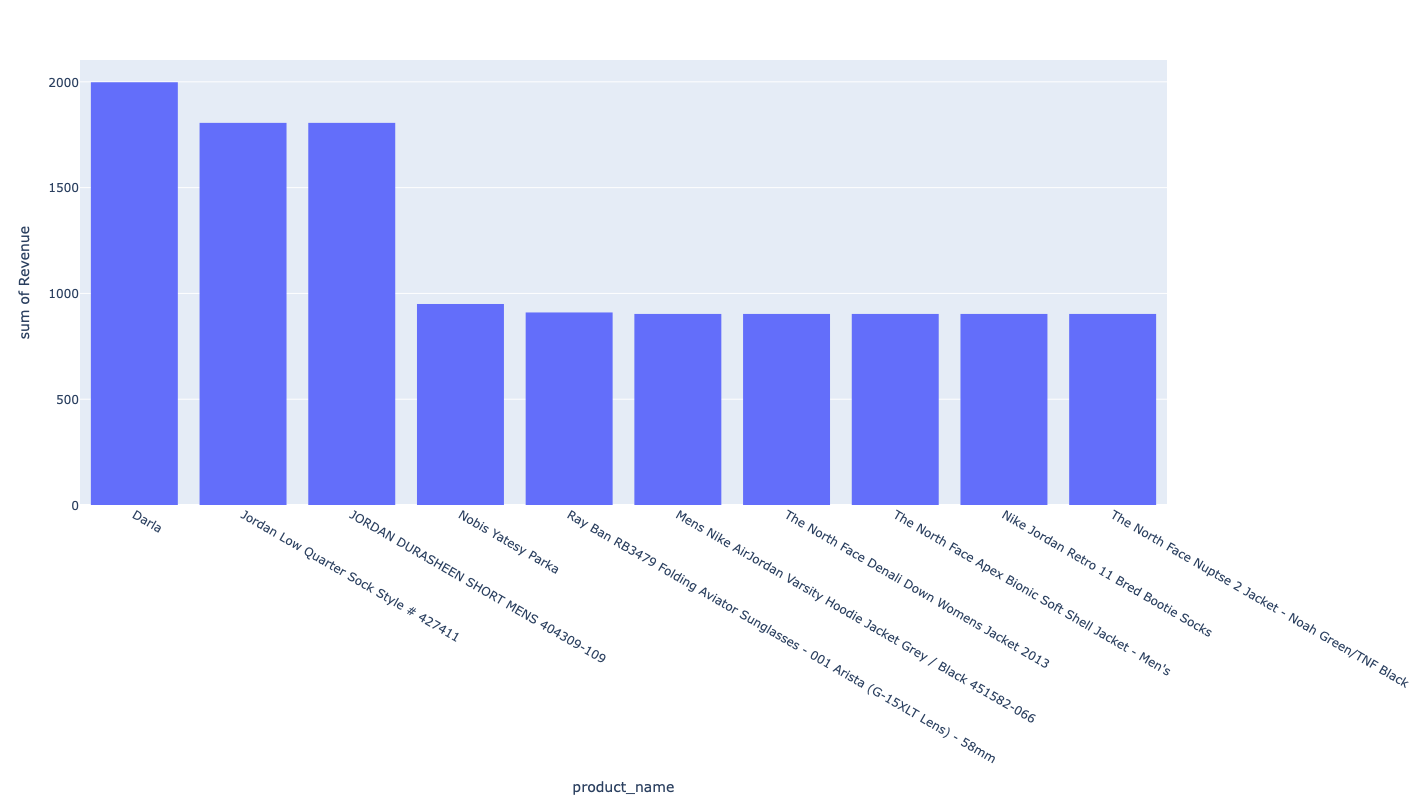 2000
1500
1000
500
0
sum of Revenue
Darla
Jordan Low Quarter Sock Style # 427411
JORDAN DURASHEEN SHORT MENS 404309-109
Nobis Yatesy Parka
Ray Ban RB3479 Folding Aviator Sunglasses - 001 Arista (G-15XLT Lens) - 58mm
Mens Nike AirJordan Varsity Hoodie Jacket Grey / Black 451582-066
The North Face Denali Down Womens Jacket 2013
The North Face Apex Bionic Soft Shell Jacket - Men's
Nike Jordan Retro 11 Bred Bootie Socks
The North Face Nuptse 2 Jacket - Noah Green/TNF Black
product_name